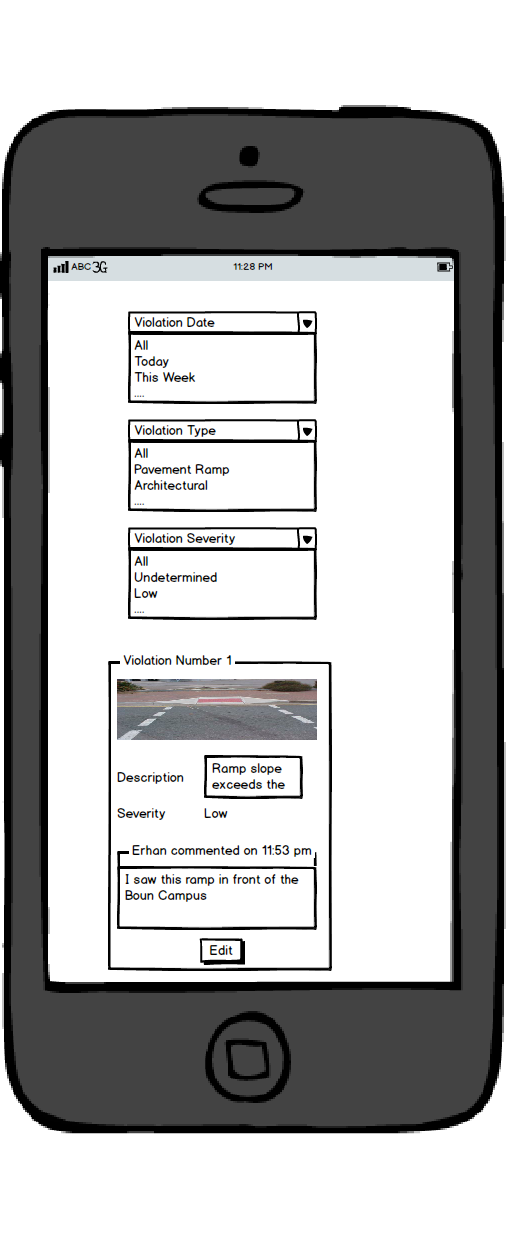 ABC 3G 11:28 PM
Violation Date
All
Today
This Week
....
Violation Type
All
Pavement Ramp
Architectural
....
Violation Severity
All
Undetermined
Low
....
Violation Number 1
Description
Ramp slope
exceeds the
Severity Low
Erhan commented on 11:53 pm
I saw this ramp in front of the
Boun Campus
Edit